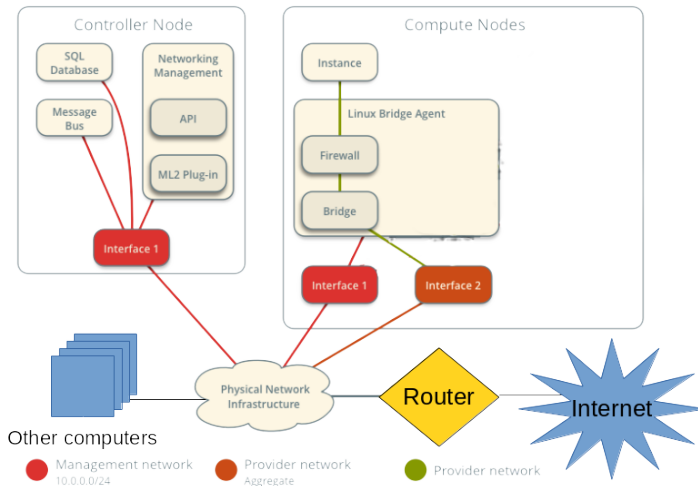 Controller Node
SQL
Database
Networking
Management
Message
Bus
API
ML2 Plug-in
Interface 1
Compute Nodes
Instance
Linux Bridge Agent
Firewall
Bridge
Interface 1
Interface 2
Physical Network
Infrastructure
Router
Internet
Other computers
Management network
10.0.0.0/24
Provider network
Aggregate
Provider network